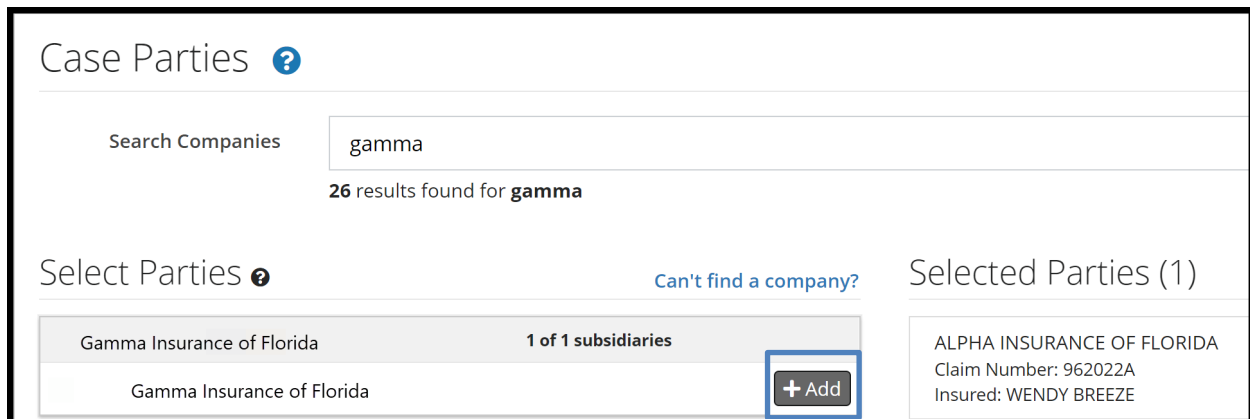 Case Parties ?
Search Companies
gamma
26 results found for gamma
Select Parties ?
Can't find a company?
Gamma Insurance of Florida 1 of 1 subsidiaries
Gamma Insurance of Florida + Add
Selected Parties (1)
ALPHA INSURANCE OF FLORIDA
Claim Number: 962022A
Insured: WENDY BREEZE